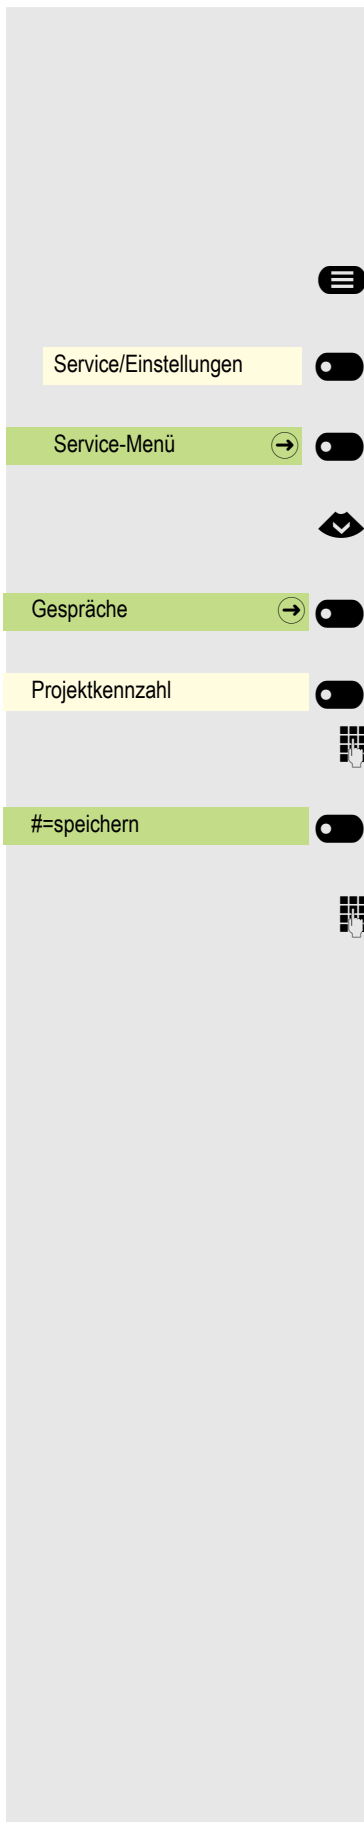 Service/Einstellungen
Service-Menü
Gespräche
Projektkennzahl
#=speichern